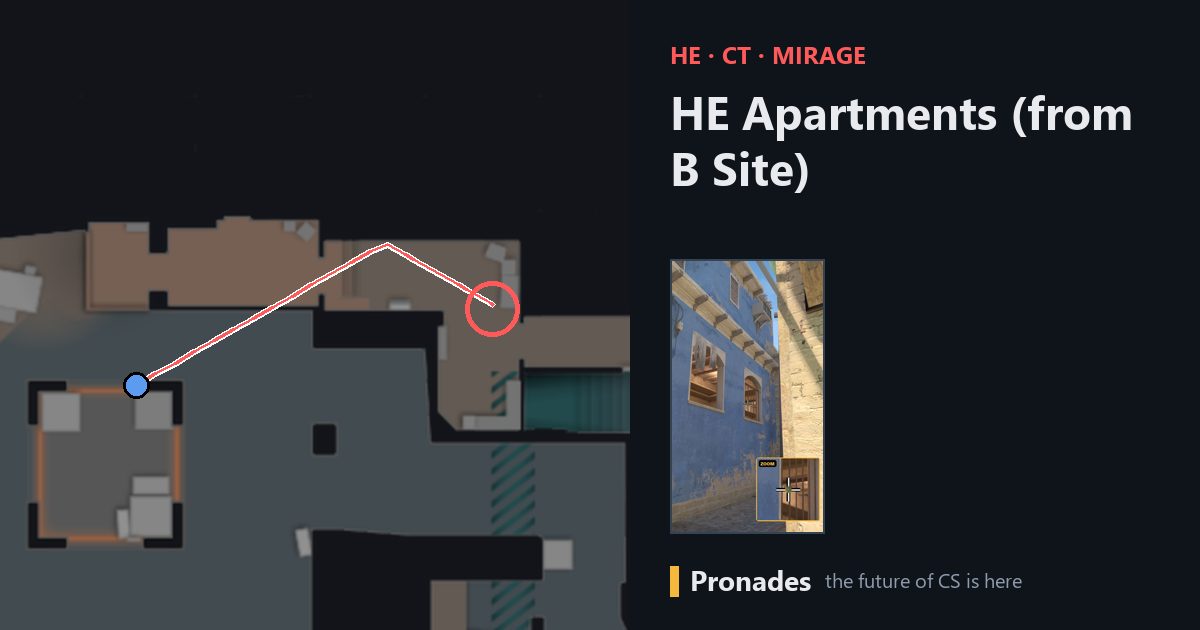 HE · CT · MIRAGE
HE Apartments (from
B Site)
ZOOM
Pronades the future of CS is here